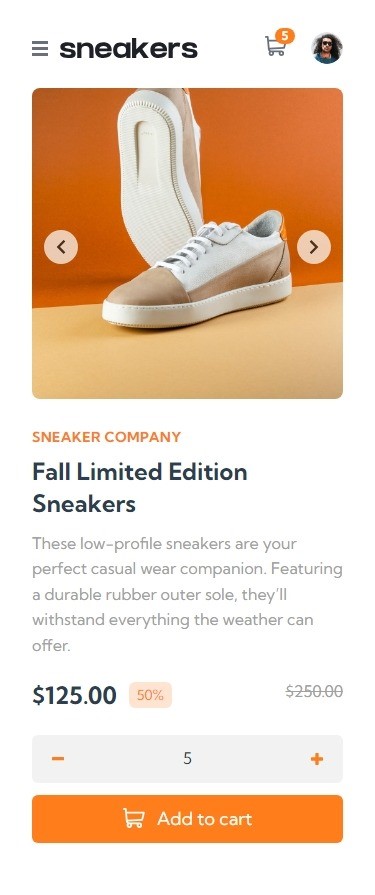 sneakers
5
SNEAKER COMPANY
Fall Limited Edition
Sneakers
These low-profile sneakers are your
perfect casual wear companion. Featuring
a durable rubber outer sole, they'll
withstand everything the weather can
offer.
$125.00 50% $250.00
5
Add to cart